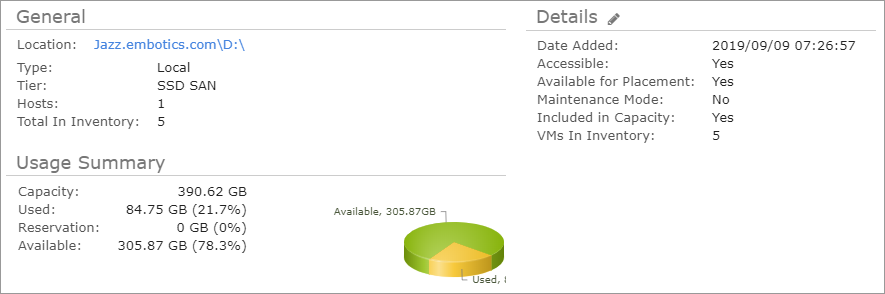 General
Location: Jazz.embotics.com\D:\
Type: Local
Tier: SSD SAN
Hosts: 1
Total In Inventory: 5
Usage Summary
Capacity: 390.62 GB
Used: 84.75 GB (21.7%)
Reservation: 0 GB (0%)
Available: 305.87 GB (78.3%)
Available, 305.87GB
Used,
Details
Date Added: 2019/09/09 07:26:57
Accessible: Yes
Available for Placement: Yes
Maintenance Mode: No
Included in Capacity: Yes
VMs In Inventory: 5